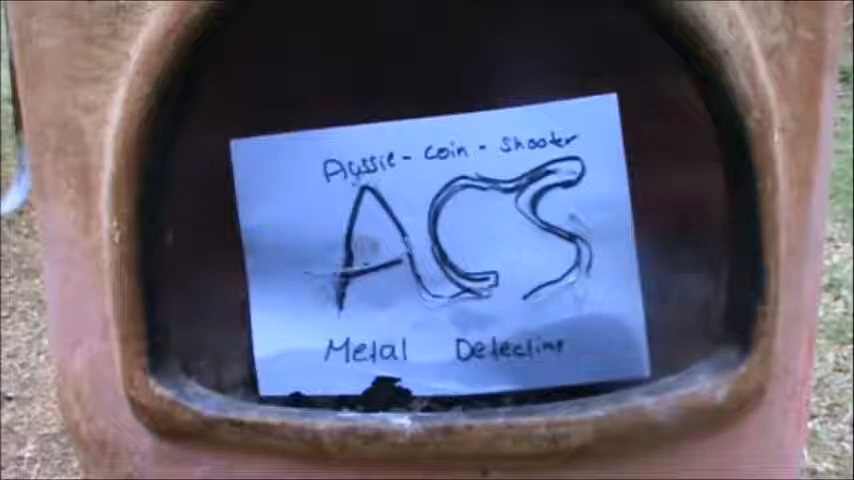 Aussie - coin - shooter
ACS
Metal Detecting